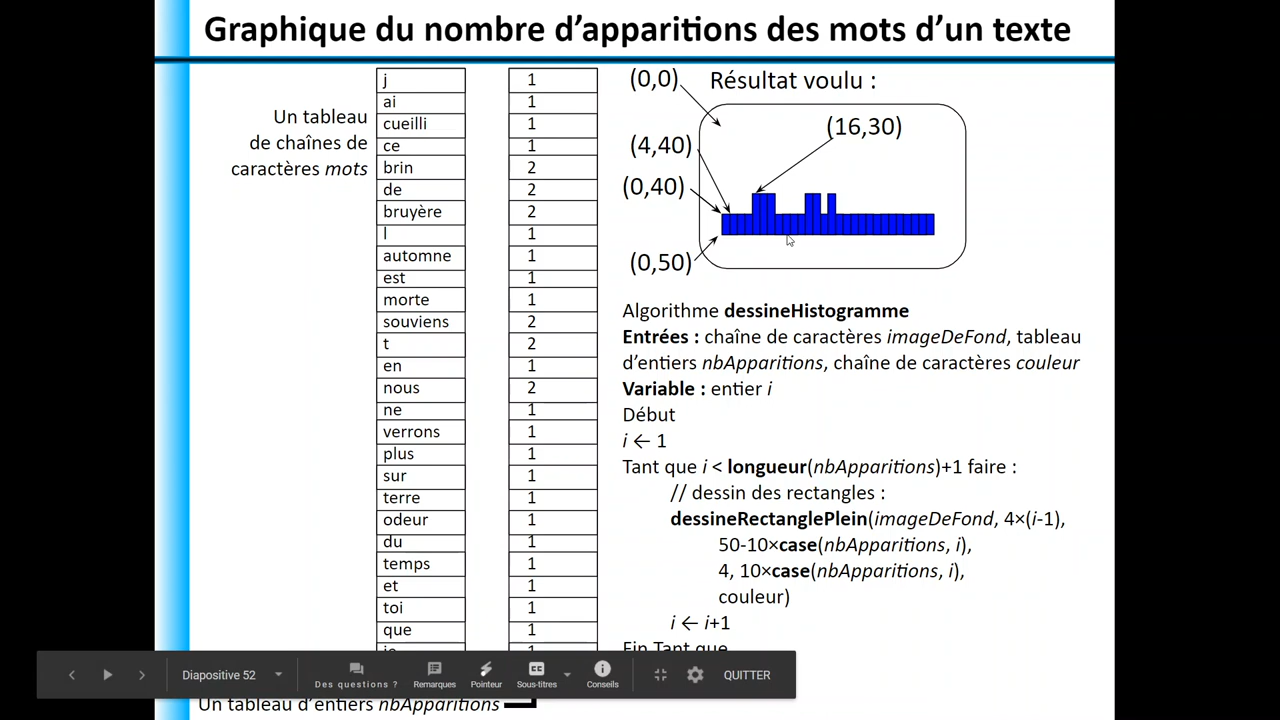 Graphique du nombre d’apparitions des mots d’un texte
Un tableau
de chaînes de
caractères mots
j 1
ai 1
cueilli 1
ce 1
brin 2
de 2
bruyère 2
l 1
automne 1
est 1
morte 1
souviens 2
t 2
en 1
nous 2
ne 1
verrons 1
plus 1
sur 1
terre 1
odeur 1
du 1
temps 1
et 1
toi 1
que 1
(0,0)
Résultat voulu :
(16,30)
(4,40)
(0,40)
(0,50)
Algorithme dessineHistogramme
Entrées : chaîne de caractères imageDeFond, tableau
d’entiers nbApparitions, chaîne de caractères couleur
Variable : entier i
Début
i ← 1
Tant que i < longueur(nbApparitions)+1 faire :
// dessin des rectangles :
dessineRectanglePlein(imageDeFond, 4×(i-1),
50-10×case(nbApparitions, i),
4, 10×case(nbApparitions, i),
couleur)
i ← i+1
Fin Tant que
Diapositive 52
Des questions ?
Remarques
Pointeur
Sous-titres
Conseils
QUITTER
Un tableau d’entiers nbApparitions